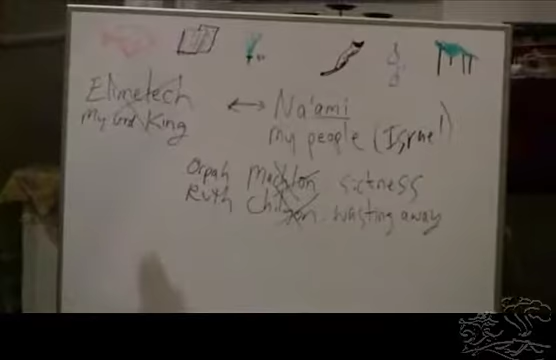 Elimelech
My God King
Na'ami
My people (Israel)
Orpah Machlon sickness
Ruth Chilion - wasting away